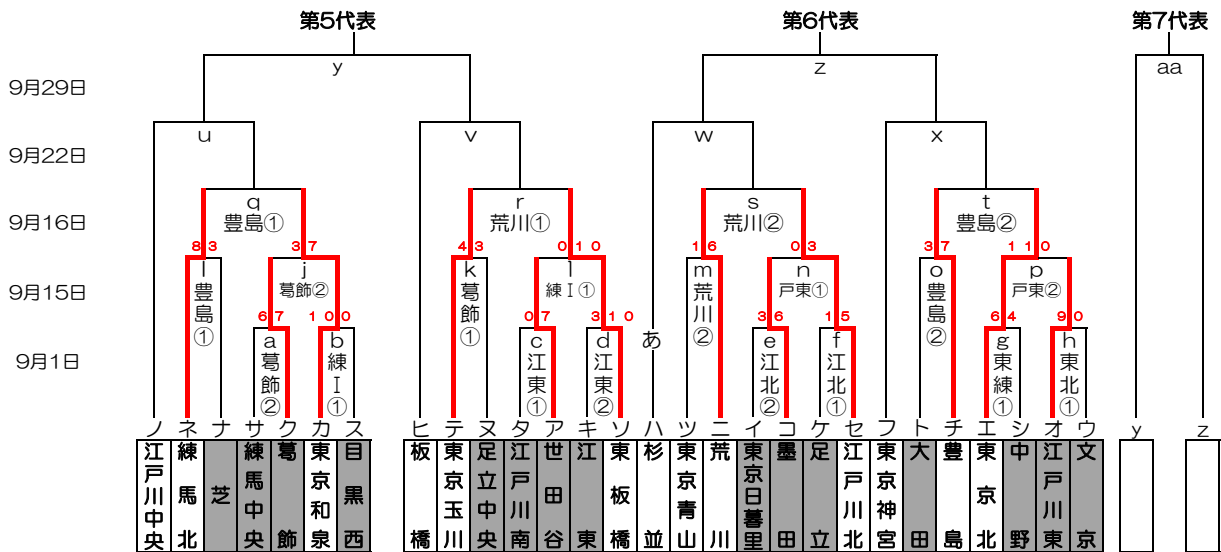 第5代表 第6代表 第7代表
y z aa
9月29日
u v w x
9月22日
q r s t
豊島① 荒川① 荒川② 豊島②
9月16日
8 3 3 7 4 3 0 10 1 6 0 3 3 7 1 10
l j k l m n o p
豊島① 葛飾② 葛飾① 練Ⅰ① 荒川② 戸東① 豊島② 戸東②
9月15日
6 7 10 0 0 7 3 10 3 6 1 5 6 4 9 0
a b c d あ e f g h
葛飾② 練Ⅰ① 江東① 江東② 江北② 江北① 東練① 東北①
9月1日
ノ ネ ナ サ ク カ ス ヒ テ ヌ タ ア キ ソ ハ ツ ニ イ コ ケ セ フ ト チ エ シ オ ウ y z
江戸川中央
練馬北
芝
練馬中央
葛飾
東京和泉
目黒西
板橋
東京玉川
足立中央
江戸川南
世田谷
江東
東板橋
杉並
東京青山
荒川
東京日暮里
墨田
足立
江戸川北
東京神宮
大田
豊島
東京北
中野
江戸川東
文京